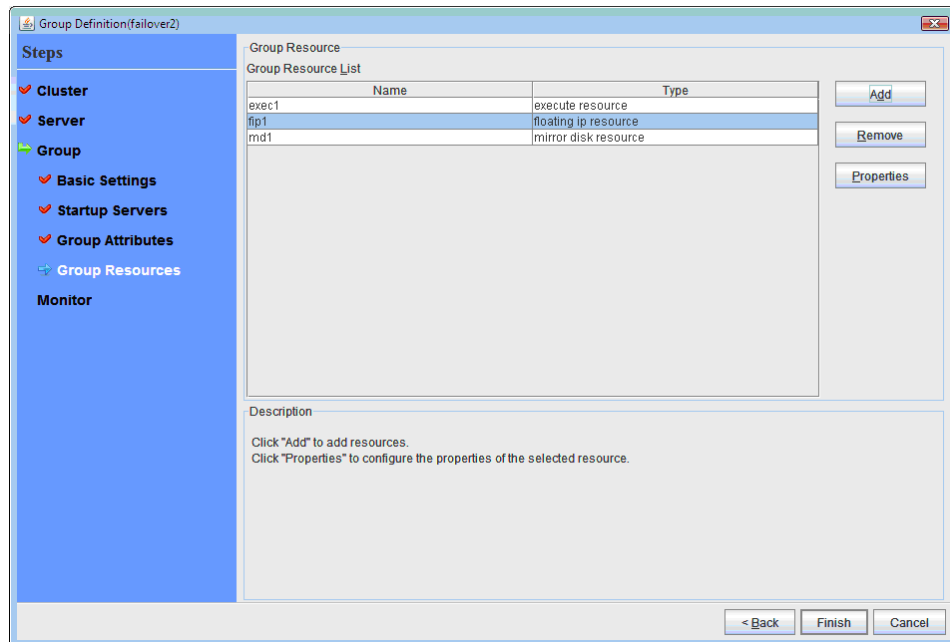 Group Definition(failover2)
Steps
Cluster
Server
Group
Basic Settings
Startup Servers
Group Attributes
Group Resources
Monitor
Group Resource
Group Resource List
Name Type
exec1 execute resource
fip1 floating ip resource
md1 mirror disk resource
Add
Remove
Properties
Description
Click "Add" to add resources.
Click "Properties" to configure the properties of the selected resource.
< Back Finish Cancel